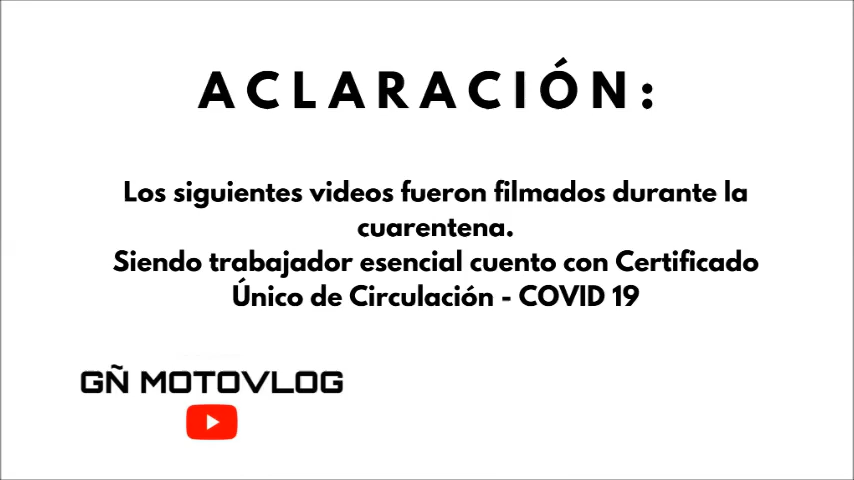 ACLARACIÓN:
Los siguientes videos fueron filmados durante la
cuarentena.
Siendo trabajador esencial cuento con Certificado
Único de Circulación - COVID 19
GÑ MOTOVLOG